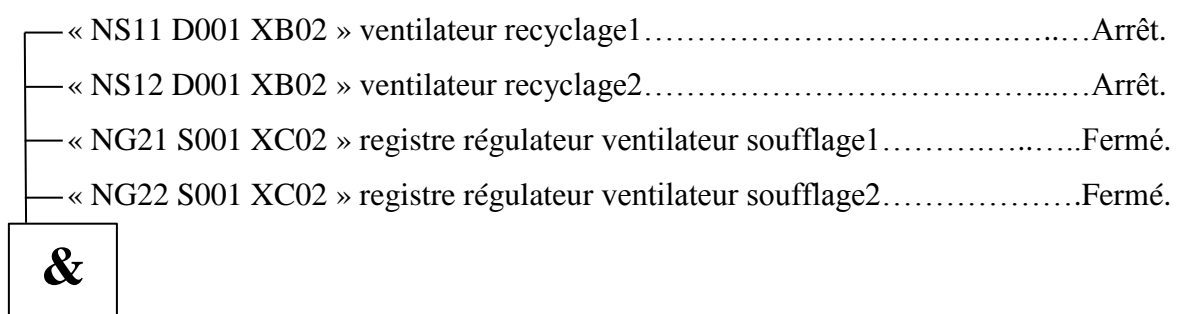 « NS11 D001 XB02 » ventilateur recyclage1……………………………….….…..…Arrêt.
« NS12 D001 XB02 » ventilateur recyclage2……………………………….……...…Arrêt.
« NG21 S001 XC02 » registre régulateur ventilateur soufflage1……….…..…..Fermé.
« NG22 S001 XC02 » registre régulateur ventilateur soufflage2……………….Fermé.
&